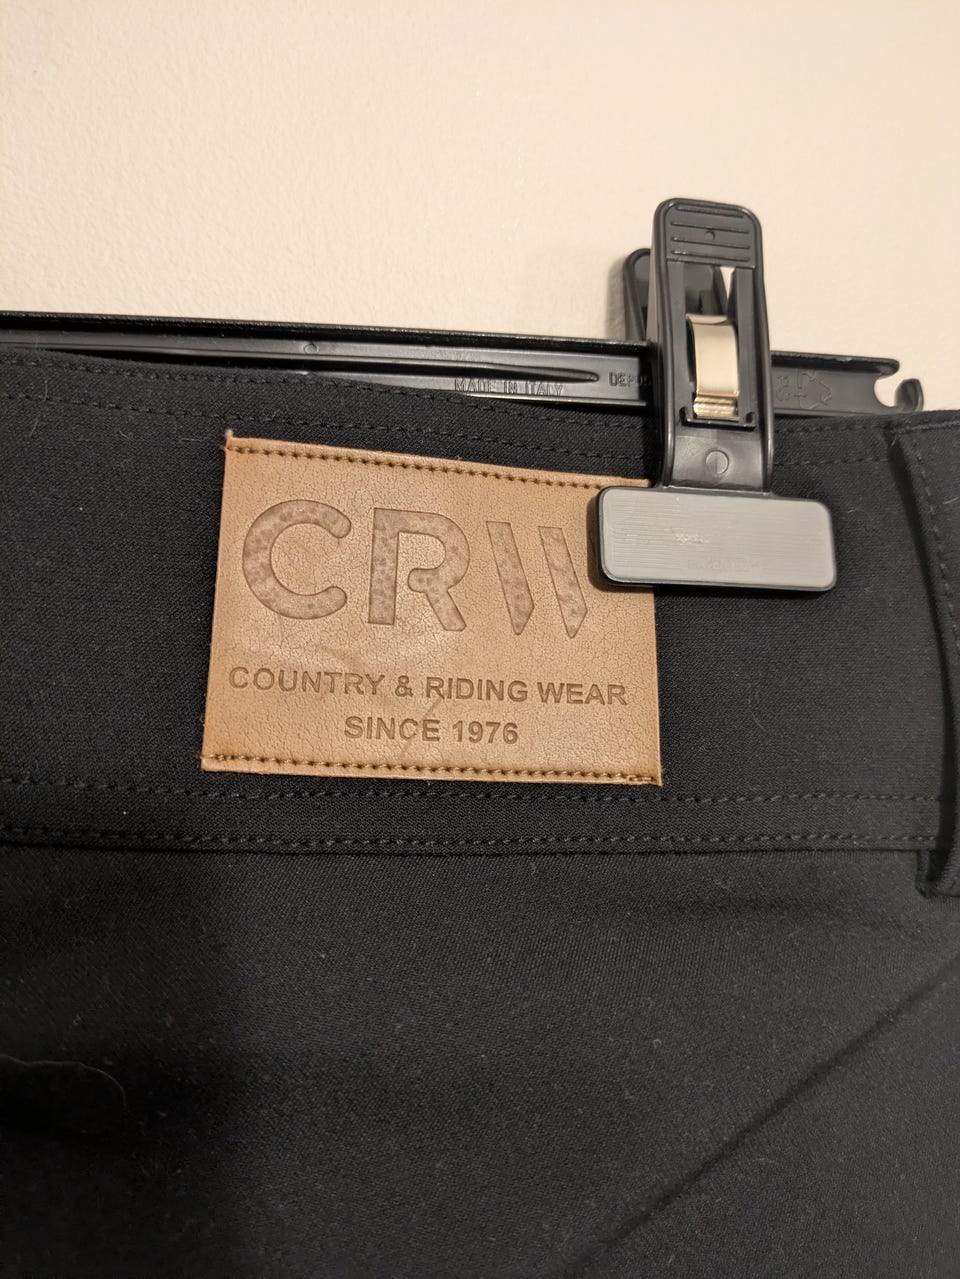 MADE IN ITALY
CRW
COUNTRY & RIDING WEAR
SINCE 1976